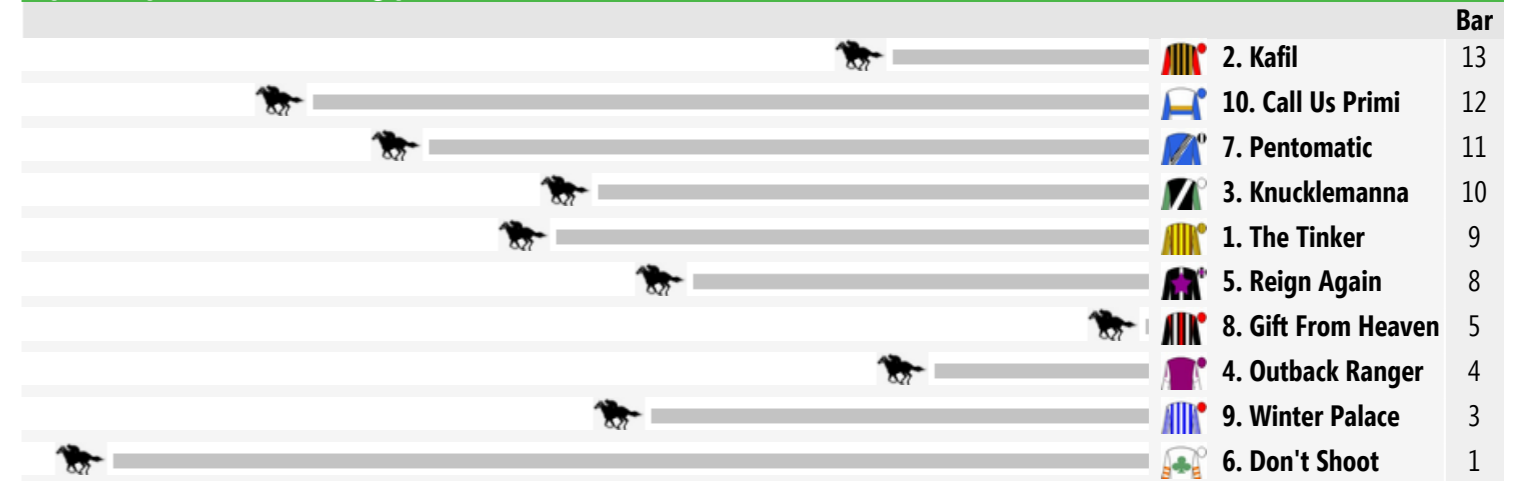 Bar
2. Kafil 13
10. Call Us Primi 12
7. Pentomatic 11
3. Knucklemanna 10
1. The Tinker 9
5. Reign Again 8
8. Gift From Heaven 5
4. Outback Ranger 4
9. Winter Palace 3
6. Don't Shoot 1